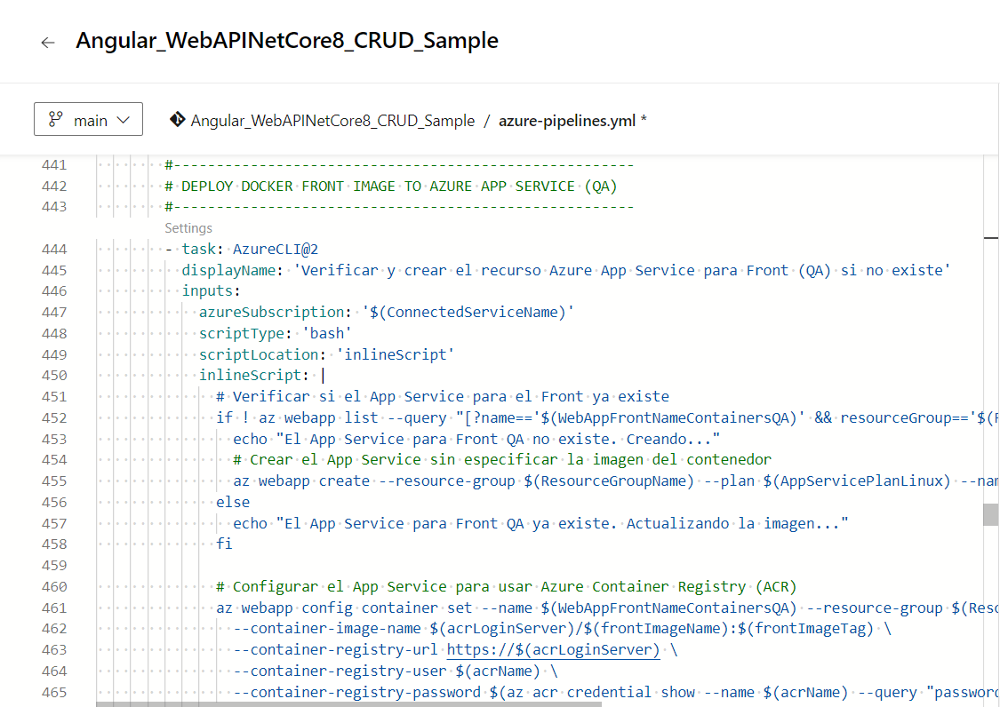 Angular_WebAPINetCore8_CRUD_Sample
main
Angular_WebAPINetCore8_CRUD_Sample / azure-pipelines.yml *
441 #------------------------------------------------------
442 # DEPLOY DOCKER FRONT IMAGE TO AZURE APP SERVICE (QA)
443 #------------------------------------------------------
Settings
444 - task: AzureCLI@2
445 displayName: 'Verificar y crear el recurso Azure App Service para Front (QA) si no existe'
446 inputs:
447 azureSubscription: '$(ConnectedServiceName)'
448 scriptType: 'bash'
449 scriptLocation: 'inlineScript'
450 inlineScript: |
451 # Verificar si el App Service para el Front ya existe
452 if ! az webapp list --query "[?name=='$(WebAppFrontNameContainersQA)' && resourceGroup=='$(
453 echo "El App Service para Front QA no existe. Creando..."
454 # Crear el App Service sin especificar la imagen del contenedor
455 az webapp create --resource-group $(ResourceGroupName) --plan $(AppServicePlanLinux) --nam
456 else
457 echo "El App Service para Front QA ya existe. Actualizando la imagen..."
458 fi
459
460 # Configurar el App Service para usar Azure Container Registry (ACR)
461 az webapp config container set --name $(WebAppFrontNameContainersQA) --resource-group $(Reso
462 --container-image-name $(acrLoginServer)/$(frontImageName):$(frontImageTag) \
463 --container-registry-url https://$(acrLoginServer) \
464 --container-registry-user $(acrName) \
465 --container-registry-password $(az acr credential show --name $(acrName) --query "password